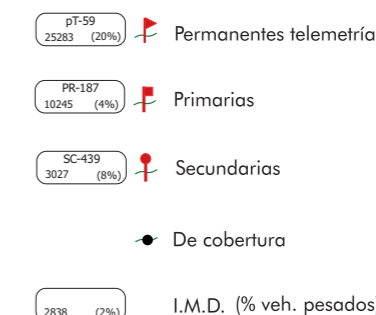 pT-59
25283 (20%)
Permanentes telemetría
PR-187
10245 (4%)
Primarias
SC-439
3027 (8%)
Secundarias
De cobertura
2838 (2%)
I.M.D. (% veh. pesados)